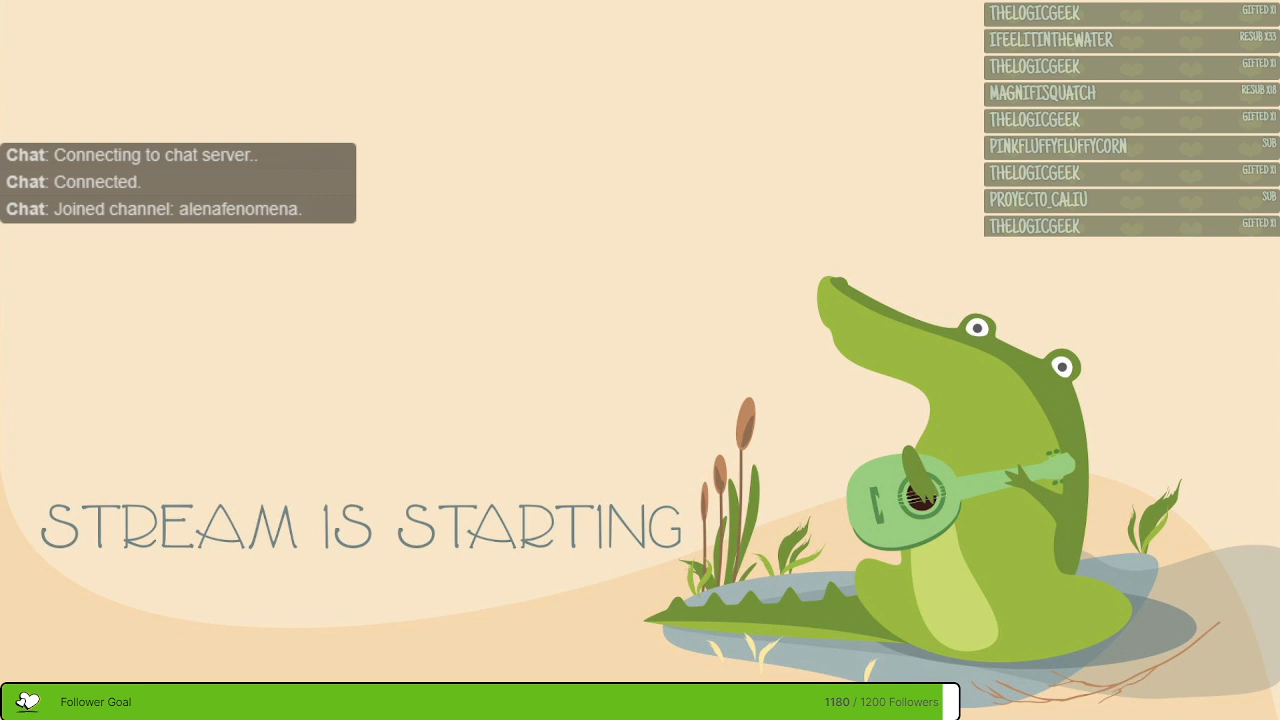 THELOGICGEEK GIFTED X1
IFEELITINTHEWATER RESUB X33
THELOGICGEEK GIFTED X1
MAGNIFISQUATCH RESUB X18
THELOGICGEEK GIFTED X1
PINKFLUFFYFLUFFYCORN SUB
THELOGICGEEK GIFTED X1
PROYECTO_CALIU SUB
THELOGICGEEK GIFTED X1
Chat: Connecting to chat server..
Chat: Connected.
Chat: Joined channel: alenafenomena.
STREAM IS STARTING
Follower Goal 1180 / 1200 Followers